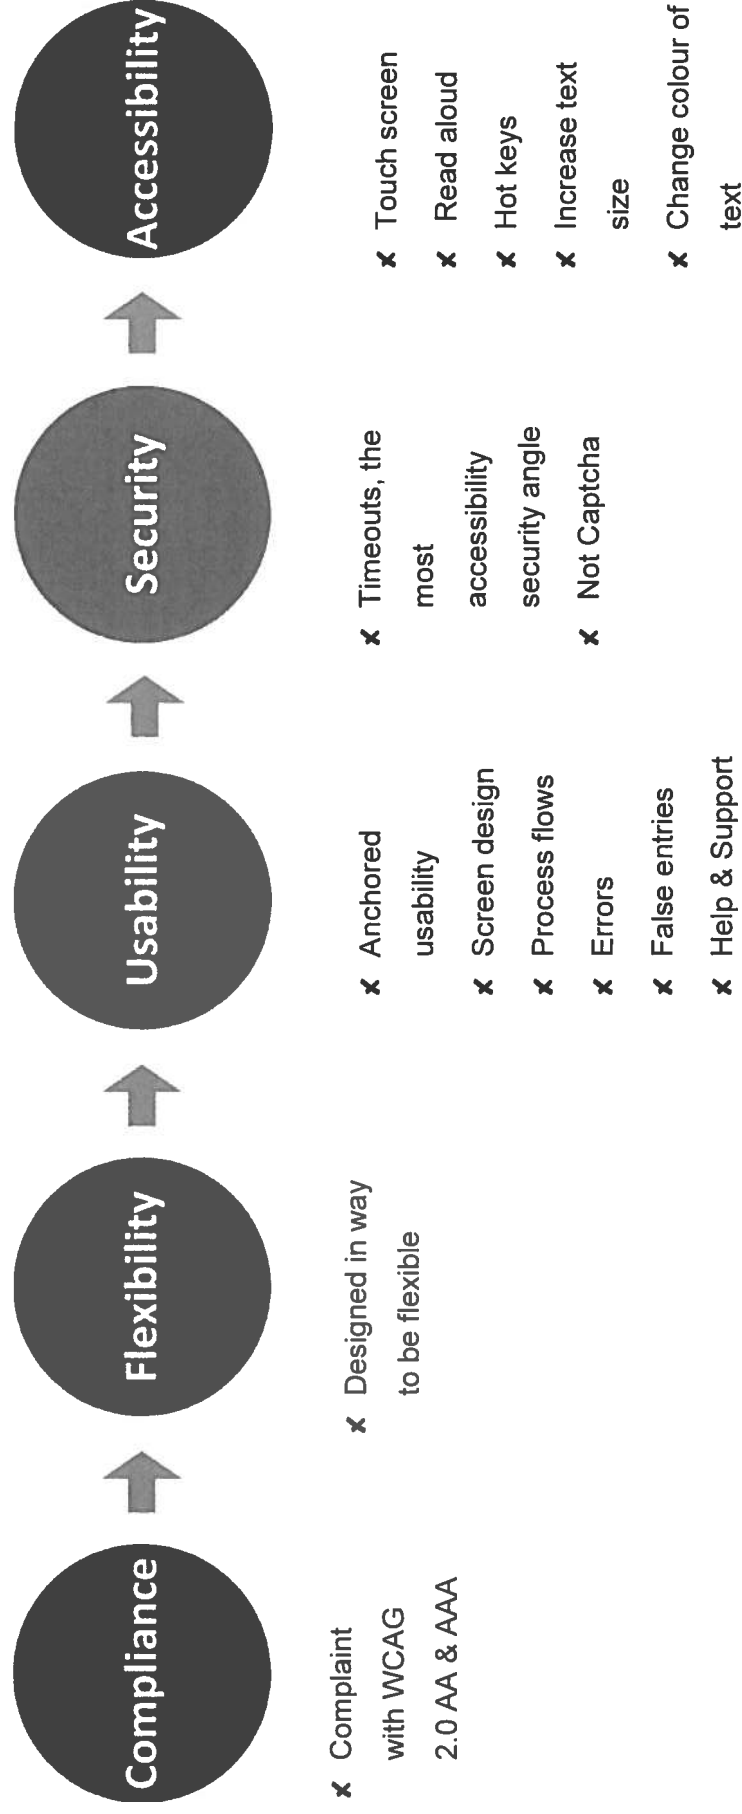 Compliance
Flexibility
Usability
Security
Accessibility
✘ Complaint
with WCAG
2.0 AA & AAA
✘ Designed in way
to be flexible
✘ Anchored
usability
✘ Screen design
✘ Process flows
✘ Errors
✘ False entries
✘ Help & Support
✘ Timeouts, the
most
accessibility
security angle
✘ Not Captcha
✘ Touch screen
✘ Read aloud
✘ Hot keys
✘ Increase text
size
✘ Change colour of
text